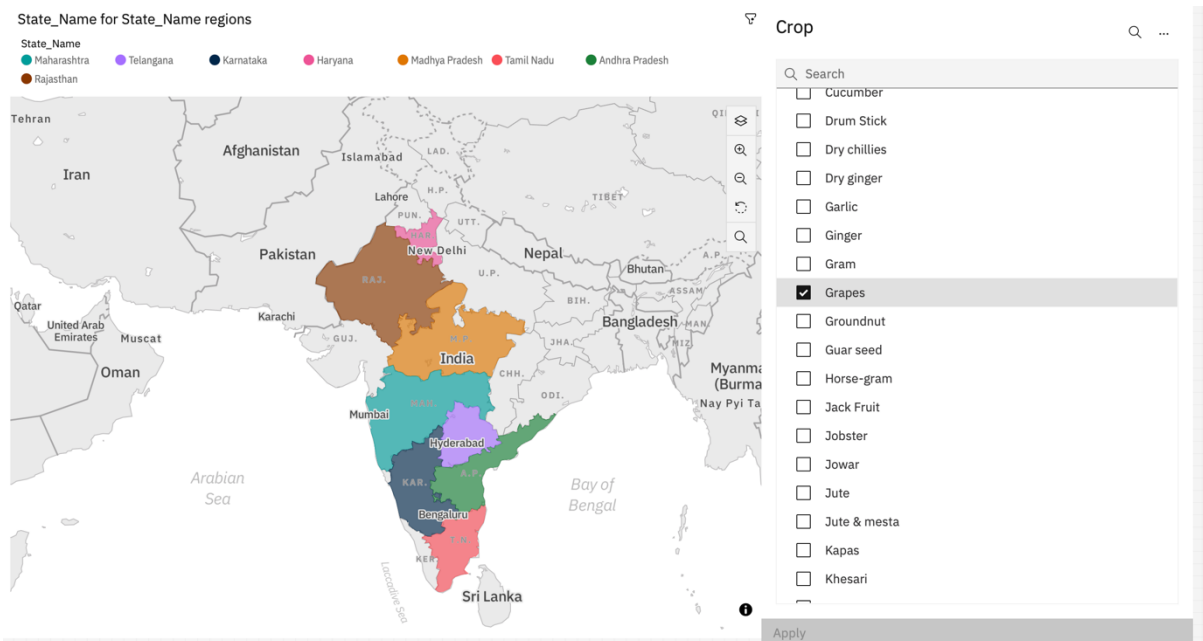 State_Name for State_Name regions
State_Name
Maharashtra Telangana Karnataka Haryana Madhya Pradesh Tamil Nadu Andhra Pradesh
Rajasthan
Tehran
Iran
Afghanistan
Islamabad
LAD.
Lahore
H.P.
PUN.
UTT.
TIBET
HAR.
New Delhi
Pakistan
Nepal
A.P.
RAJ.
U.P.
Bhutan
ASSAM
Qatar
Karachi
BIH.
United Arab
Emirates
Muscat
GUJ.
M.P.
JHA.
Bangladesh
MAN.
MIZ.
India
Oman
CHH.
Myanma
(Burma
ODI.
Nay Pyi Ta
Mumbai
Hyderabad
Arabian
Sea
KAR.
A.P.
Bay of
Bengal
Bengaluru
T.N.
KER.
Laccadive Sea
Sri Lanka
Crop
Search
Cucumber
Drum Stick
Dry chillies
Dry ginger
Garlic
Ginger
Gram
Grapes
Groundnut
Guar seed
Horse-gram
Jack Fruit
Jobster
Jowar
Jute
Jute & mesta
Kapas
Khesari
Apply